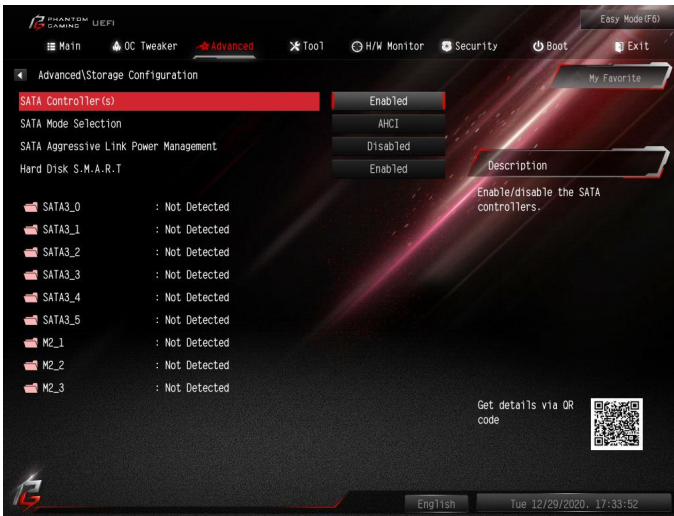 PHANTOM GAMING UEFI
Easy Mode(F6)
Main OC Tweaker Advanced Tool H/W Monitor Security Boot Exit
Advanced\Storage Configuration
My Favorite
SATA Controller(s) Enabled
SATA Mode Selection AHCI
SATA Aggressive Link Power Management Disabled
Hard Disk S.M.A.R.T Enabled
Description
Enable/disable the SATA
controllers.
SATA3_0 : Not Detected
SATA3_1 : Not Detected
SATA3_2 : Not Detected
SATA3_3 : Not Detected
SATA3_4 : Not Detected
SATA3_5 : Not Detected
M2_1 : Not Detected
M2_2 : Not Detected
M2_3 : Not Detected
Get details via QR
code
English
Tue 12/29/2020. 17:33:52